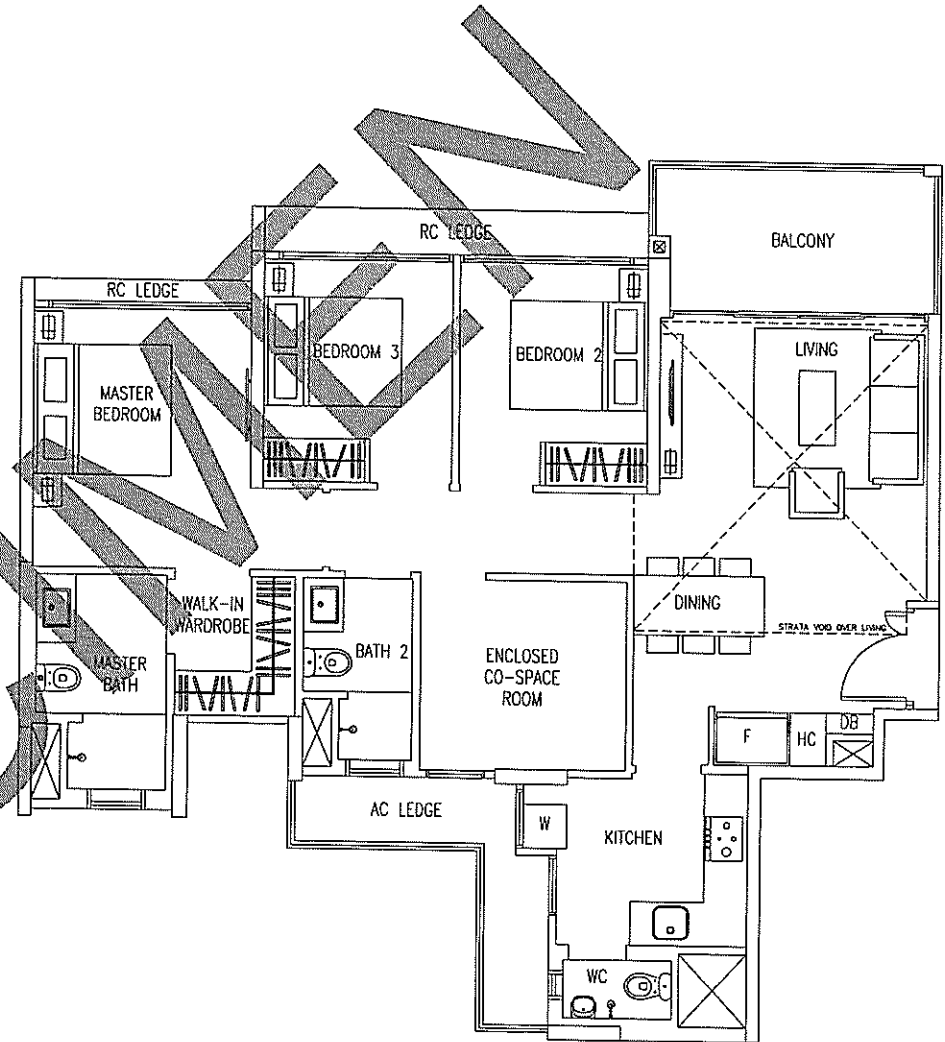 BALCONY
RC LEDGE
RC LEDGE
LIVING
BEDROOM 3
BEDROOM 2
MASTER
BEDROOM
DINING
STRATA VOID OVER LIVING
WALK-IN
WARDROBE
BATH 2
ENCLOSED
CO-SPACE
ROOM
MASTER
BATH
F
HC
DB
AC LEDGE
W
KITCHEN
WC